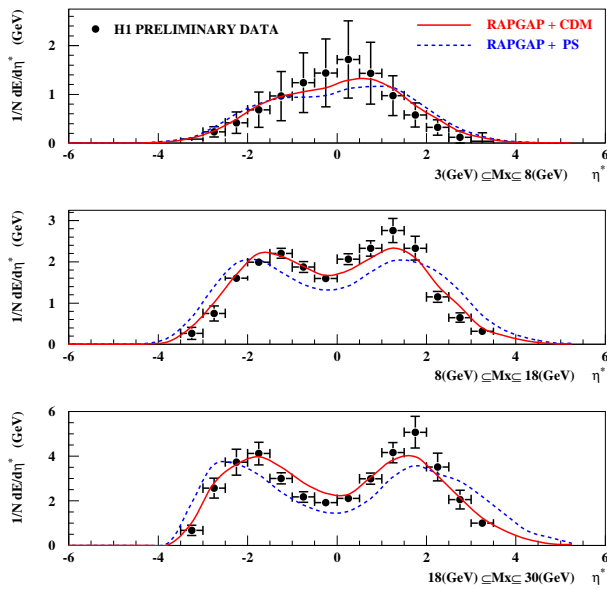 H1 PRELIMINARY DATA
RAPGAP + CDM
RAPGAP + PS
1/N dE/dη* (GeV)
2
1
0
-6 -4 -2 0 2 4 6
3(GeV) ⊆Mx⊆ 8(GeV) η*
1/N dE/dη* (GeV)
3
2
1
0
-6 -4 -2 0 2 4 6
8(GeV) ⊆Mx⊆ 18(GeV) η*
1/N dE/dη* (GeV)
6
4
2
0
-6 -4 -2 0 2 4 6
18(GeV) ⊆Mx⊆ 30(GeV) η*